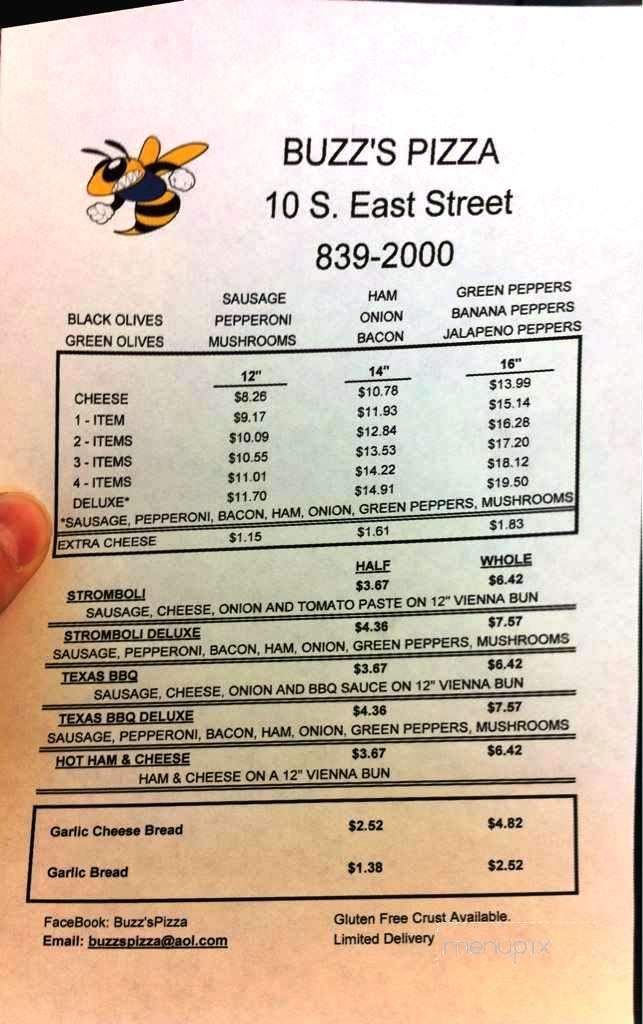 BUZZ'S PIZZA
10 S. East Street
839-2000
SAUSAGE HAM GREEN PEPPERS
BLACK OLIVES PEPPERONI ONION BANANA PEPPERS
GREEN OLIVES MUSHROOMS BACON JALAPENO PEPPERS
12" 14" 16"
CHEESE $8.26 $10.78 $13.99
1 - ITEM $9.17 $11.93 $15.14
2 - ITEMS $10.09 $12.84 $16.28
3 - ITEMS $10.55 $13.53 $17.20
4 - ITEMS $11.01 $14.22 $18.12
DELUXE* $11.70 $14.91 $19.50
*SAUSAGE, PEPPERONI, BACON, HAM, ONION, GREEN PEPPERS, MUSHROOMS
EXTRA CHEESE $1.15 $1.61 $1.83
HALF WHOLE
STROMBOLI $3.67 $6.42
SAUSAGE, CHEESE, ONION AND TOMATO PASTE ON 12" VIENNA BUN
STROMBOLI DELUXE $4.36 $7.57
SAUSAGE, PEPPERONI, BACON, HAM, ONION, GREEN PEPPERS, MUSHROOMS
TEXAS BBQ $3.67 $6.42
SAUSAGE, CHEESE, ONION AND BBQ SAUCE ON 12" VIENNA BUN
TEXAS BBQ DELUXE $4.36 $7.57
SAUSAGE, PEPPERONI, BACON, HAM, ONION, GREEN PEPPERS, MUSHROOMS
HOT HAM & CHEESE $3.67 $6.42
HAM & CHEESE ON A 12" VIENNA BUN
Garlic Cheese Bread $2.52 $4.82
Garlic Bread $1.38 $2.52
FaceBook: Buzz'sPizza Gluten Free Crust Available.
Email: buzzspizza@aol.com Limited Delivery
menupix